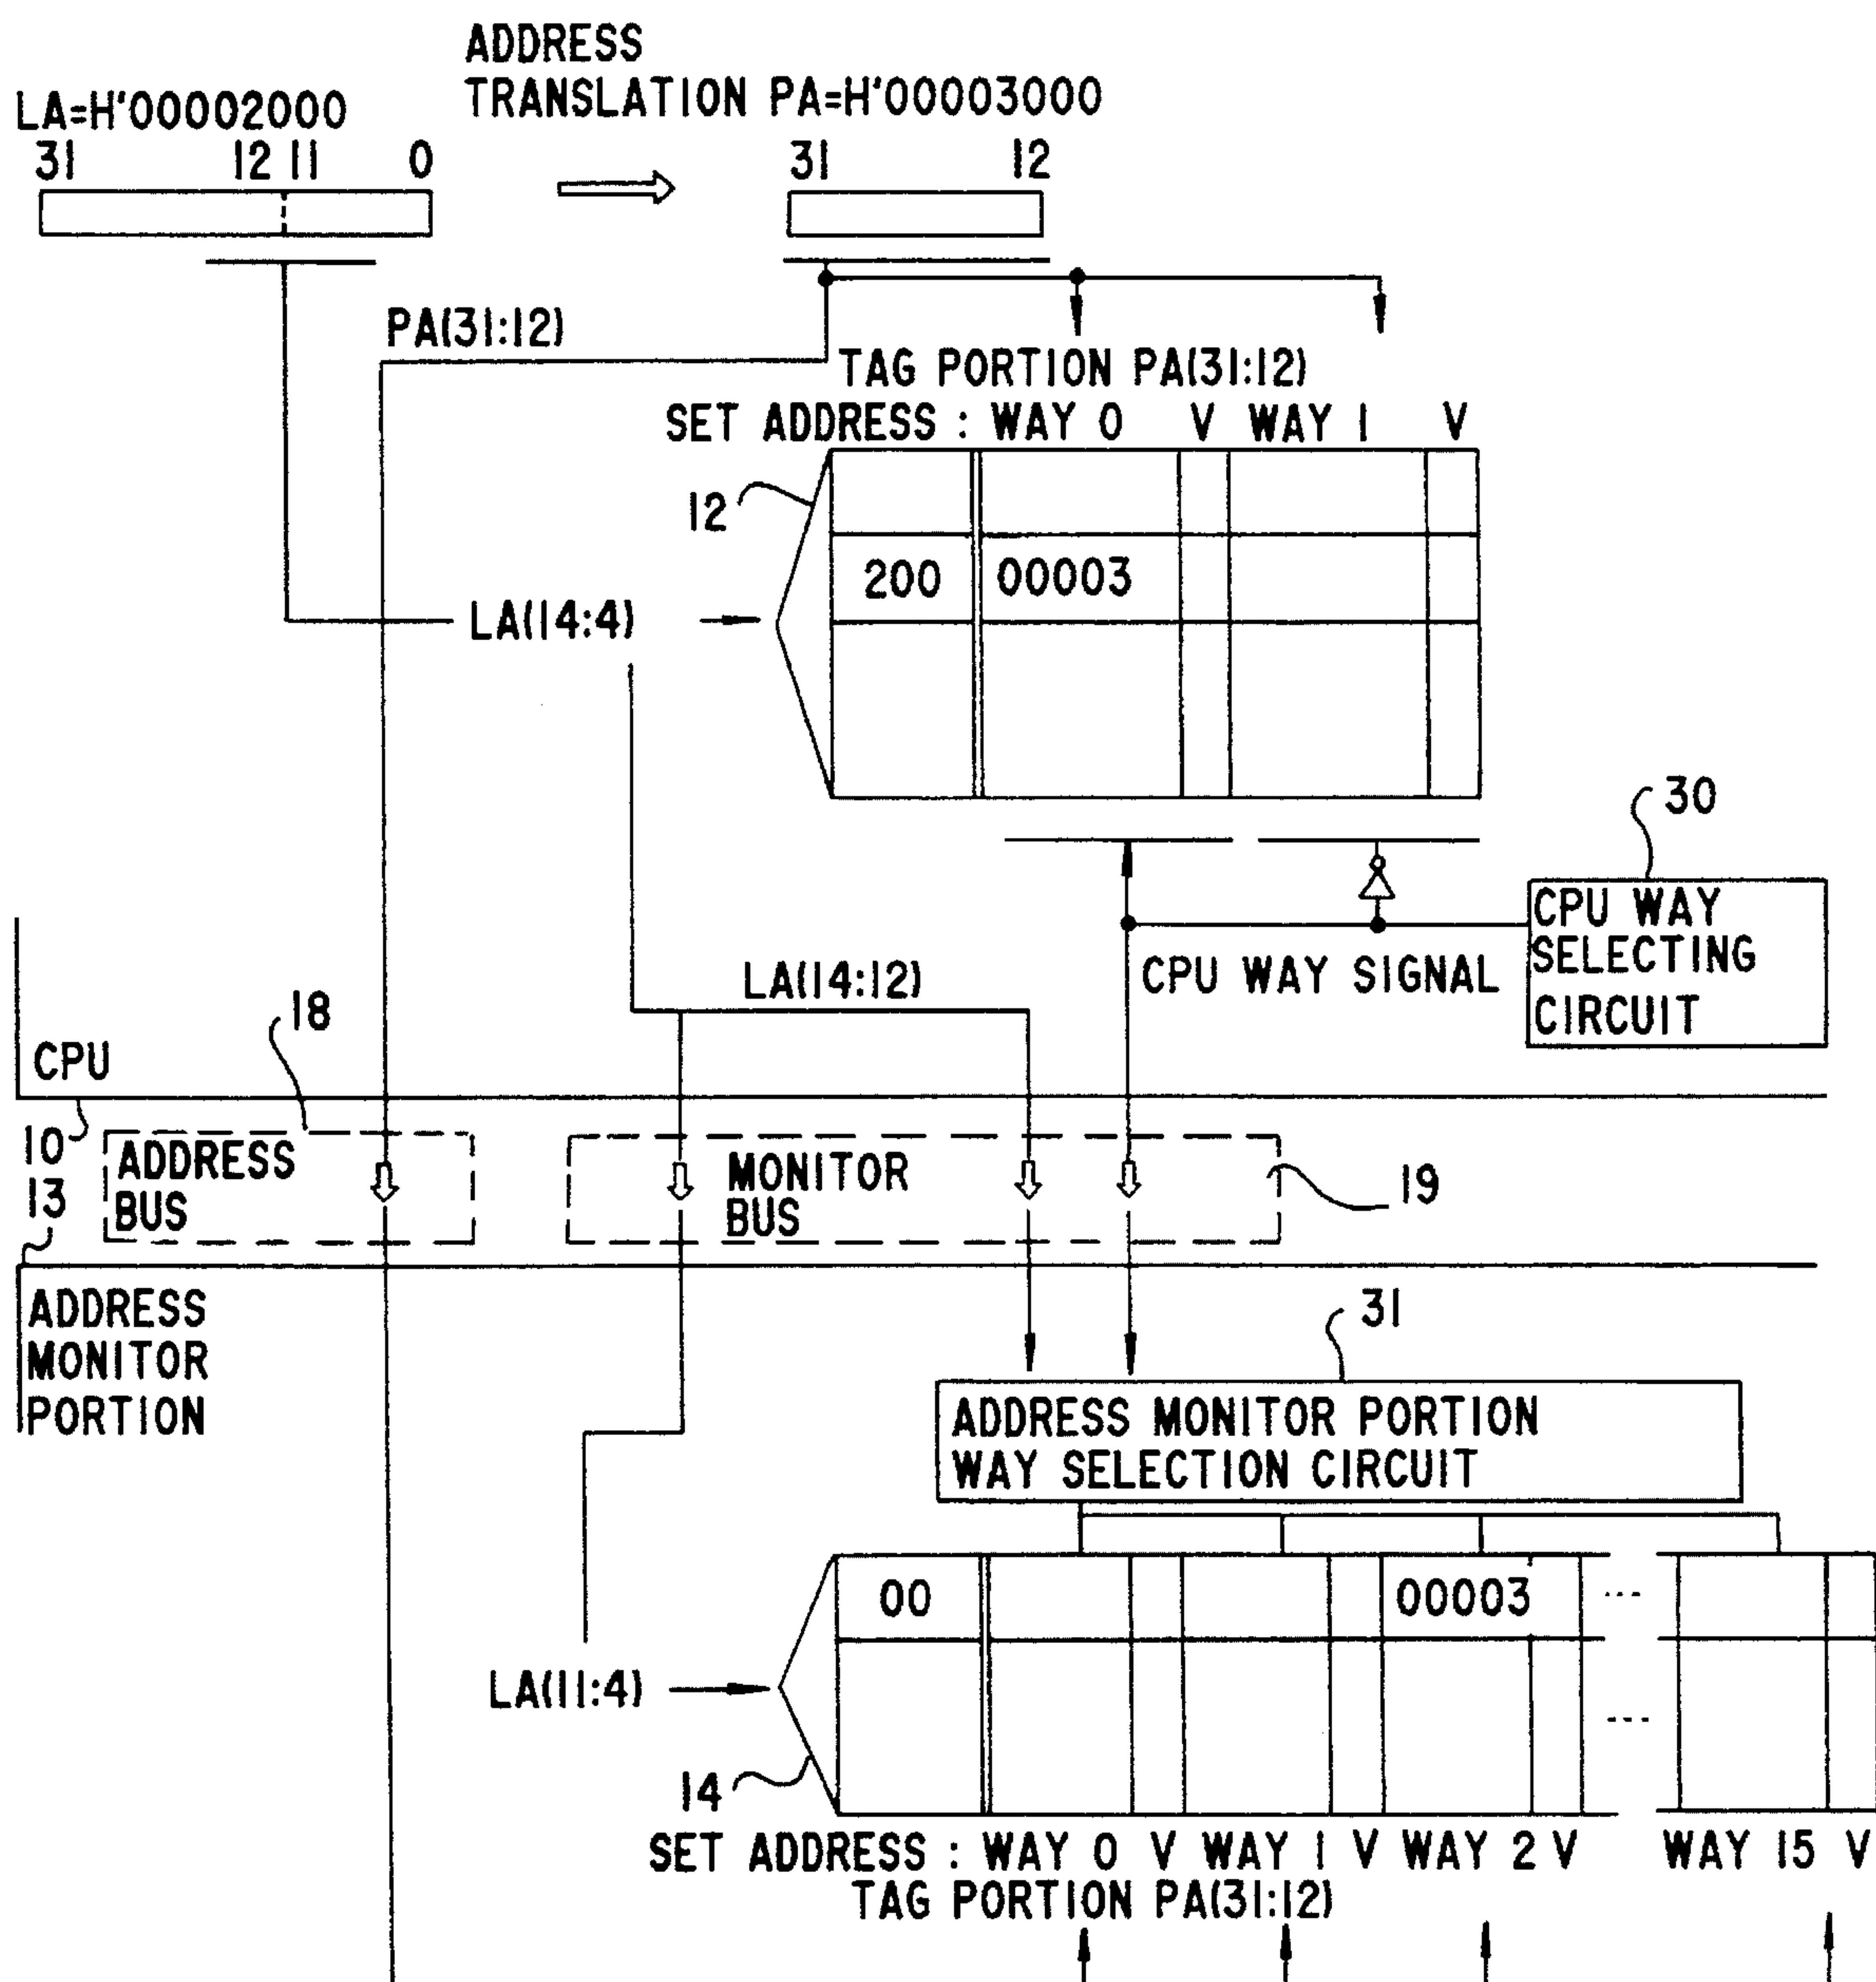 ADDRESS
TRANSLATION PA=H'00003000
LA=H'00002000
31 12 11 0
31 12
PA(31:12)
TAG PORTION PA(31:12)
SET ADDRESS : WAY 0 V WAY 1 V
12
200 00003
LA(14:4)
30
CPU WAY
SELECTING
CIRCUIT
CPU WAY SIGNAL
LA(14:12)
18
CPU
10
ADDRESS
BUS
MONITOR
BUS
19
13
ADDRESS
MONITOR
PORTION
31
ADDRESS MONITOR PORTION
WAY SELECTION CIRCUIT
00 00003 ...
LA(11:4)
...
14
SET ADDRESS : WAY 0 V WAY 1 V WAY 2 V WAY 15 V
TAG PORTION PA(31:12)